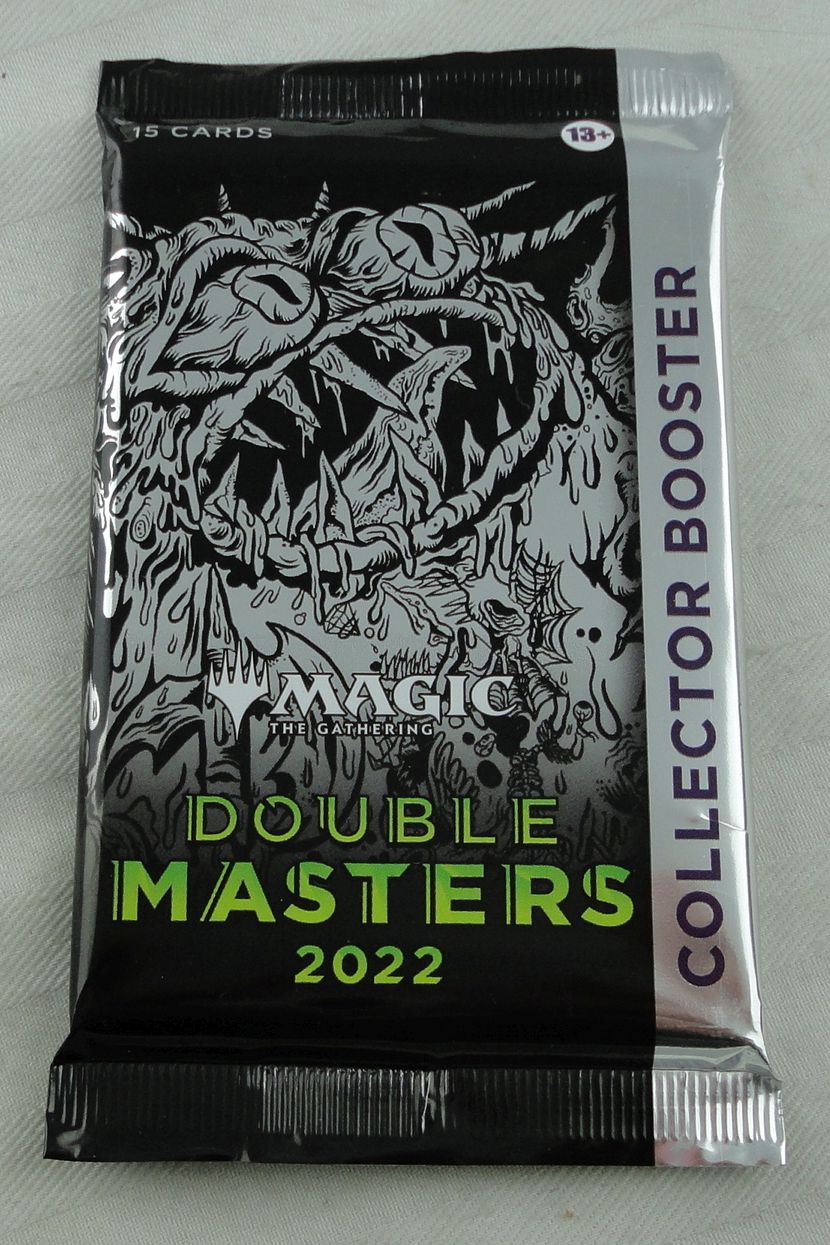 15 CARDS
13+
MAGIC
THE GATHERING
DOUBLE
MASTERS
2022
COLLECTOR BOOSTER